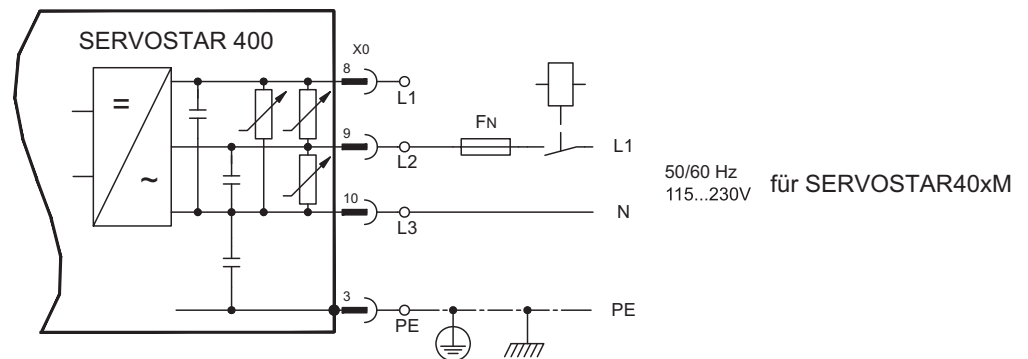 SERVOSTAR 400
X0
8
L1
=
~
9
L2
FN
L1
10
L3
N
50/60 Hz
115...230V
für SERVOSTAR40xM
3
PE
PE